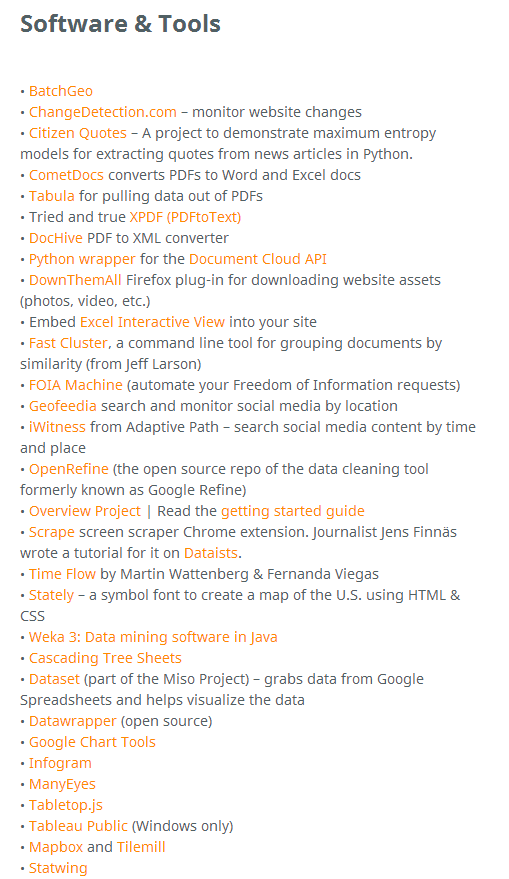 Software & Tools
• BatchGeo
• ChangeDetection.com – monitor website changes
• Citizen Quotes – A project to demonstrate maximum entropy
models for extracting quotes from news articles in Python.
• CometDocs converts PDFs to Word and Excel docs
• Tabula for pulling data out of PDFs
• Tried and true XPDF (PDFtoText)
• DocHive PDF to XML converter
• Python wrapper for the Document Cloud API
• DownThemAll Firefox plug-in for downloading website assets
(photos, video, etc.)
• Embed Excel Interactive View into your site
• Fast Cluster, a command line tool for grouping documents by
similarity (from Jeff Larson)
• FOIA Machine (automate your Freedom of Information requests)
• Geofeedia search and monitor social media by location
• iWitness from Adaptive Path – search social media content by time
and place
• OpenRefine (the open source repo of the data cleaning tool
formerly known as Google Refine)
• Overview Project | Read the getting started guide
• Scrape screen scraper Chrome extension. Journalist Jens Finnäs
wrote a tutorial for it on Dataists.
• Time Flow by Martin Wattenberg & Fernanda Viegas
• Stately – a symbol font to create a map of the U.S. using HTML &
CSS
• Weka 3: Data mining software in Java
• Cascading Tree Sheets
• Dataset (part of the Miso Project) – grabs data from Google
Spreadsheets and helps visualize the data
• Datawrapper (open source)
• Google Chart Tools
• Infogram
• ManyEyes
• Tabletop.js
• Tableau Public (Windows only)
• Mapbox and Tilemill
• Statwing